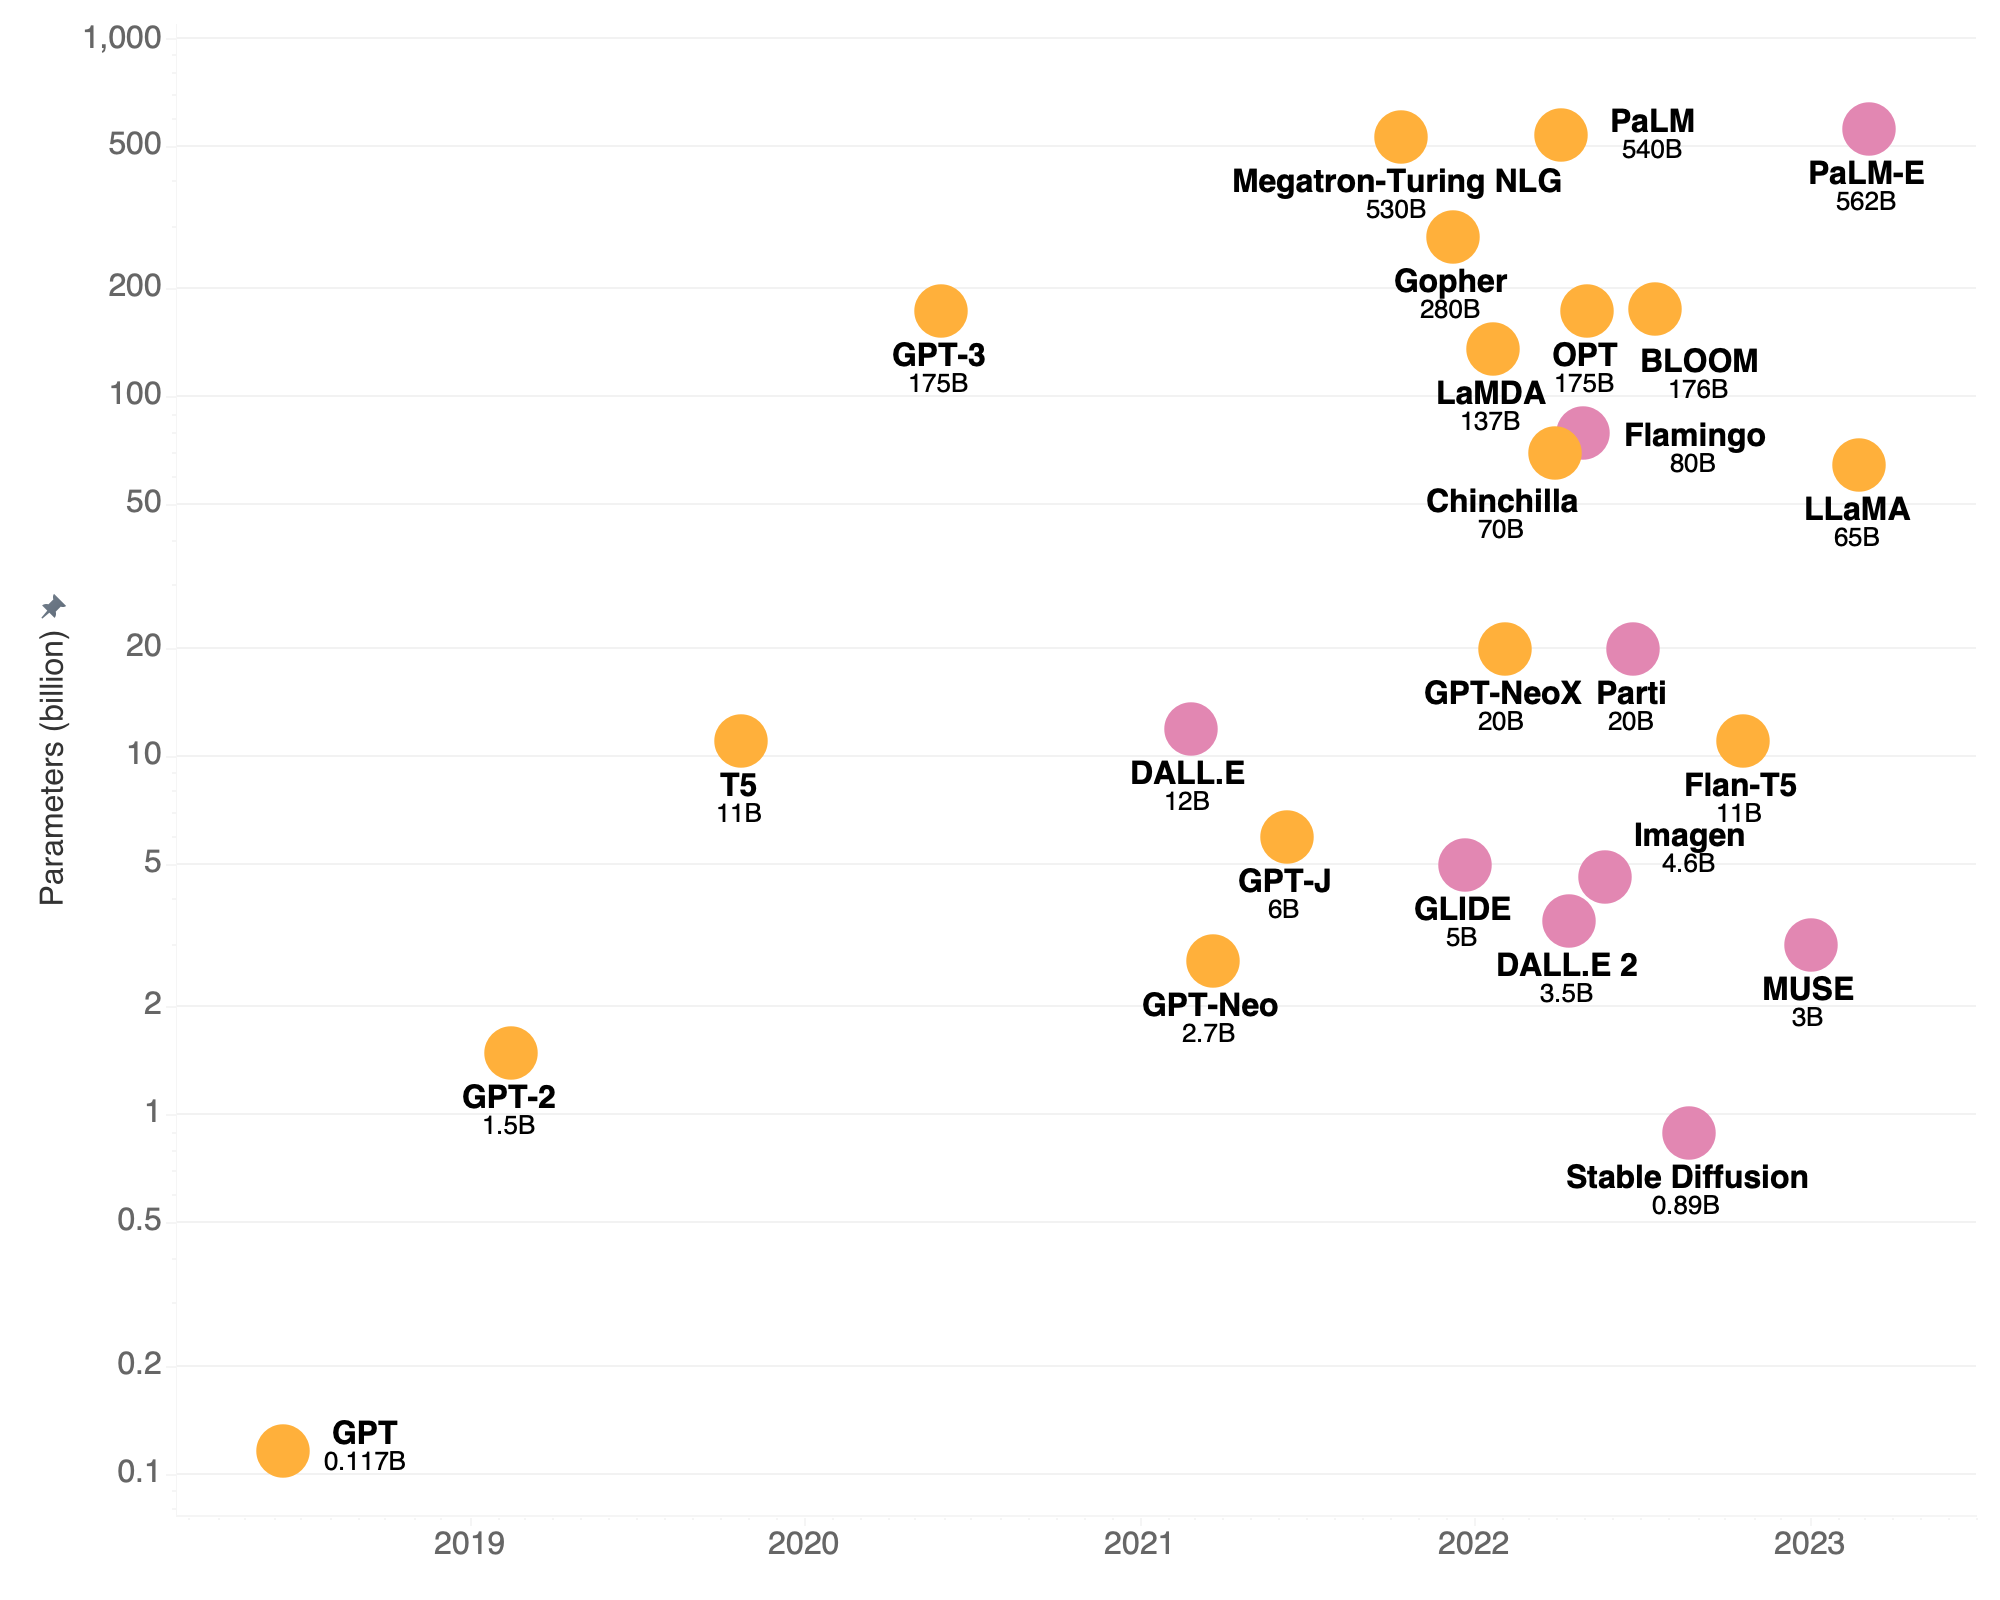 1,000
500
200
100
50
20
10
5
2
1
0.5
0.2
0.1
Parameters (billion)
PaLM
540B
PaLM-E
562B
Megatron-Turing NLG
530B
Gopher
280B
GPT-3
175B
OPT
175B
BLOOM
176B
LaMDA
137B
Flamingo
80B
Chinchilla
70B
LLaMA
65B
GPT-NeoX
20B
Parti
20B
T5
11B
DALL.E
12B
Flan-T5
11B
Imagen
4.6B
GPT-J
6B
GLIDE
5B
DALL.E 2
3.5B
MUSE
3B
GPT-Neo
2.7B
GPT-2
1.5B
Stable Diffusion
0.89B
GPT
0.117B
2019
2020
2021
2022
2023